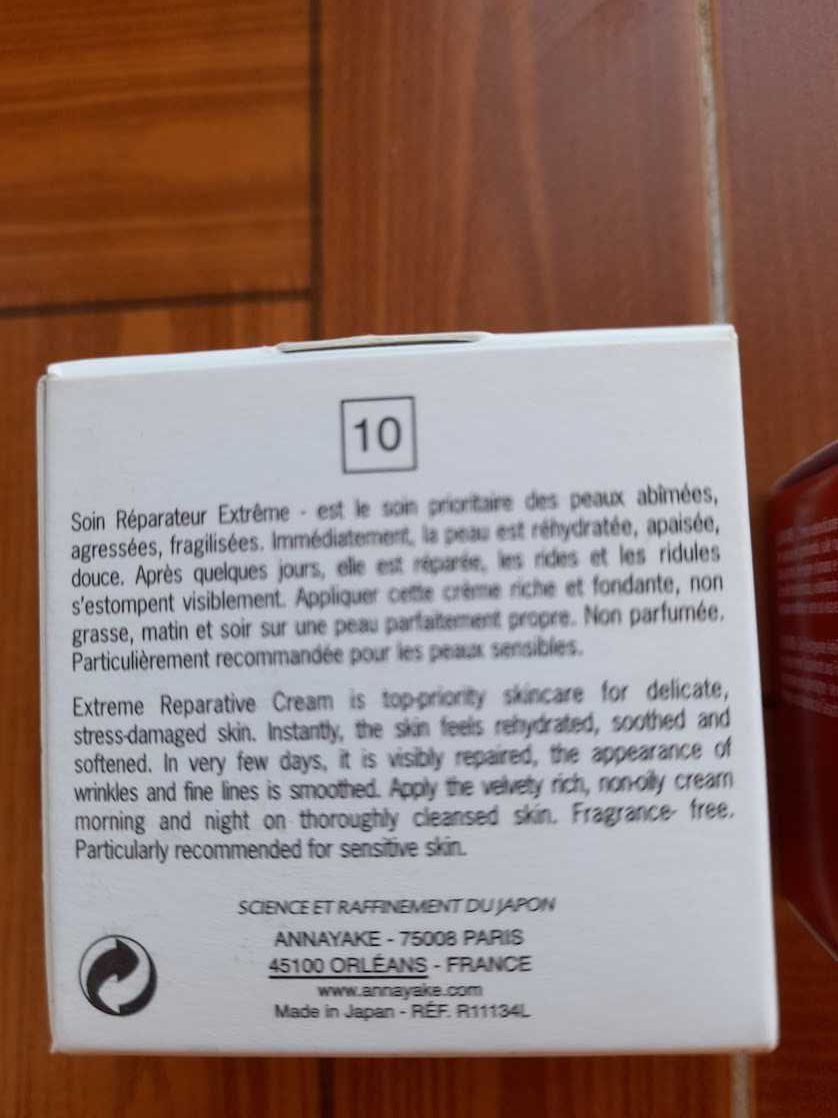 10
Soin Réparateur Extrême - est le soin prioritaire des peaux abîmées,
agressées, fragilisées. Immédiatement, la peau est réhydratée, apaisée,
douce. Après quelques jours, elle est réparée, les rides et les ridules
s'estompent visiblement. Appliquer cette crème riche et fondante, non
grasse, matin et soir sur une peau parfaitement propre. Non parfumée.
Particulièrement recommandée pour les peaux sensibles.
Extreme Reparative Cream is top-priority skincare for delicate,
stress-damaged skin. Instantly, the skin feels rehydrated, soothed and
softened. In very few days, it is visibly repaired, the appearance of
wrinkles and fine lines is smoothed. Apply the velvety rich, non-oily cream
morning and night on thoroughly cleansed skin. Fragrance- free.
Particularly recommended for sensitive skin.
SCIENCE ET RAFFINEMENT DU JAPON
ANNAYAKE - 75008 PARIS
45100 ORLÉANS - FRANCE
www.annayake.com
Made in Japan - RÉF. R11134L